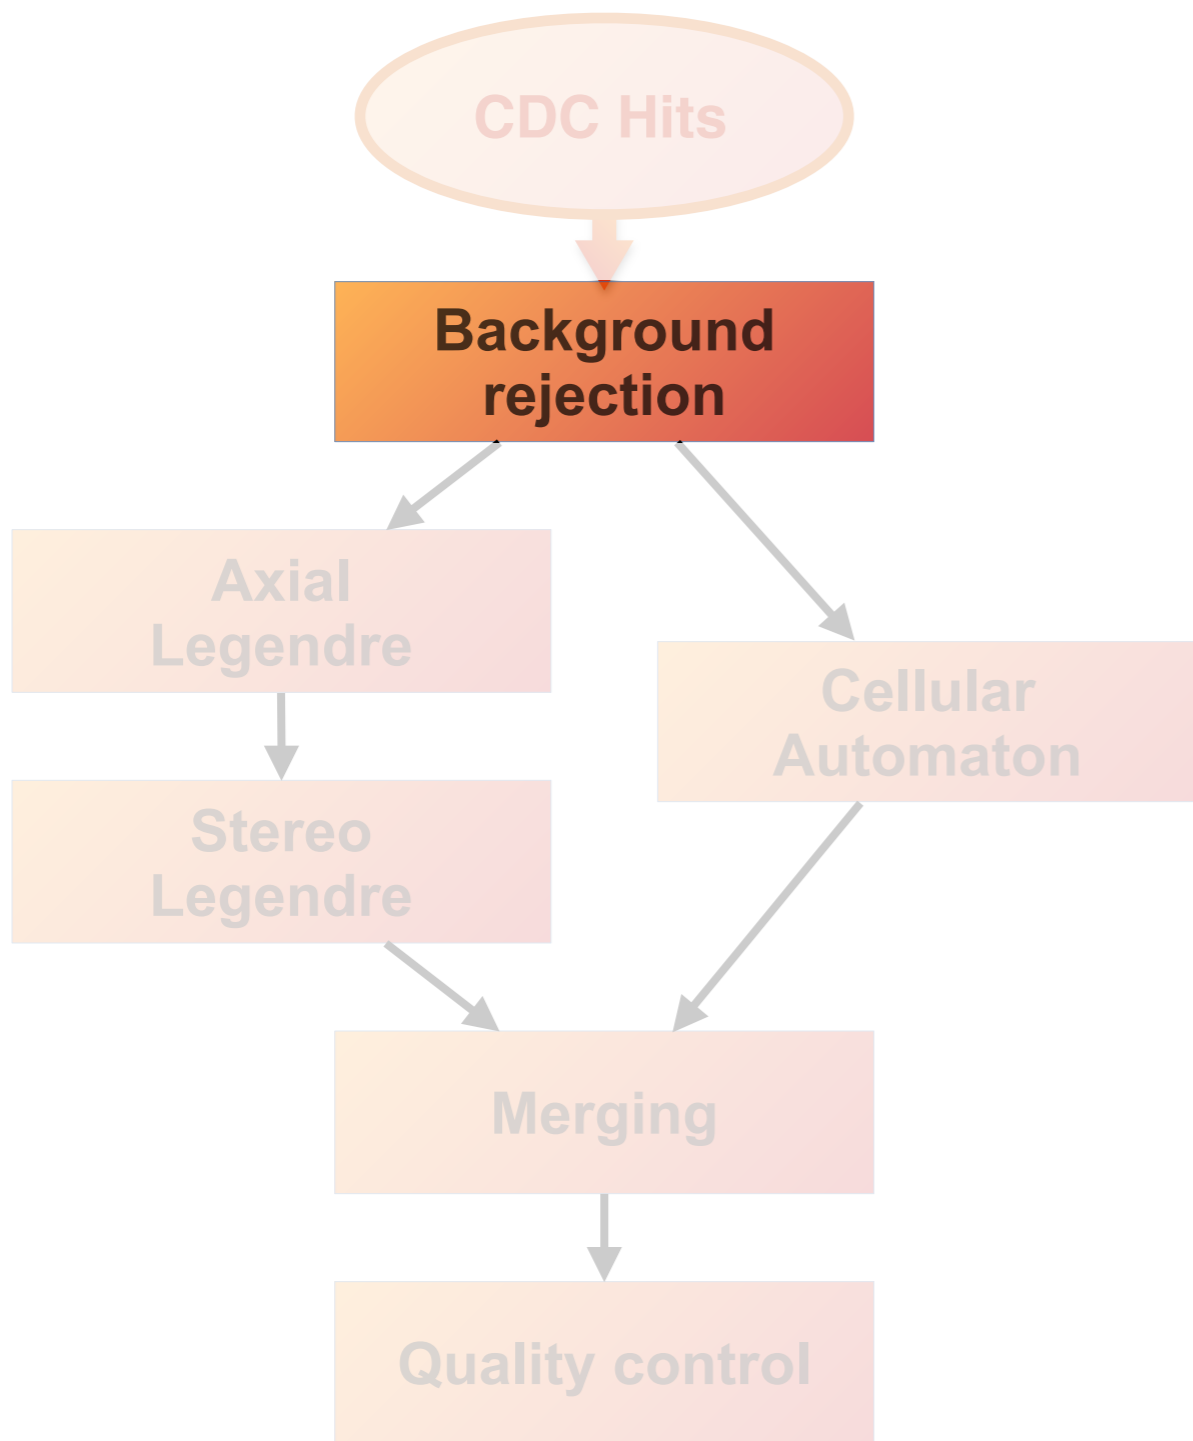 CDC Hits
Background
rejection
Axial
Legendre
Cellular
Automaton
Stereo
Legendre
Merging
Quality control